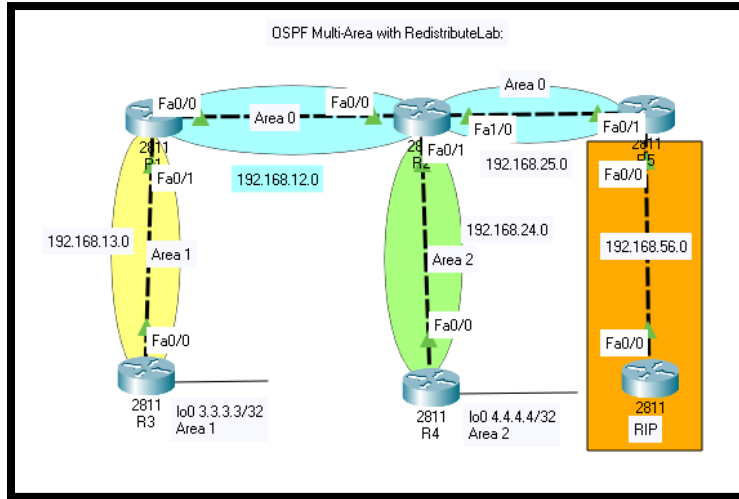 OSPF Multi-Area with RedistributeLab:
Area 0
Fa0/0
Fa0/0
Area 0
Fa1/0
Fa0/1
2811
2811
Fa0/1
Fa0/1
192.168.25.0
Fa0/0
192.168.12.0
192.168.13.0
192.168.24.0
192.168.56.0
Area 1
Area 2
Fa0/0
Fa0/0
Fa0/0
2811
R3
lo0 3.3.3.3/32
Area 1
2811
R4
lo0 4.4.4.4/32
Area 2
2811
RIP